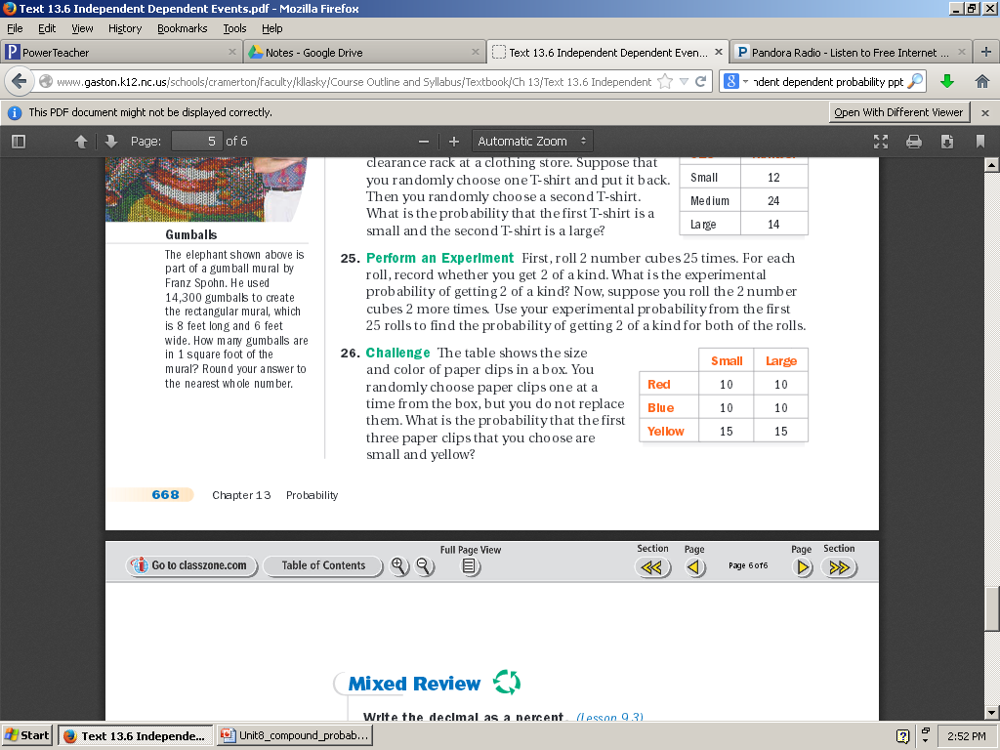 Text 13.6 Independent Dependent Events.pdf - Mozilla Firefox
File Edit View History Bookmarks Tools Help
PowerTeacher
Notes - Google Drive
Text 13.6 Independent Dependent Even...
Pandora Radio - Listen to Free Internet ...
www.gaston.k12.nc.us/schools/cramerton/faculty/kllasky/Course Outline and Syllabus/Textbook/Ch 13/Text 13.6 Independent
ndent dependent probability ppt
This PDF document might not be displayed correctly.
Open With Different Viewer
Page: 5 of 6
Automatic Zoom
clearance rack at a clothing store. Suppose that
you randomly choose one T-shirt and put it back.
Then you randomly choose a second T-shirt.
What is the probability that the first T-shirt is a
small and the second T-shirt is a large?
Small 12
Medium 24
Large 14
Gumballs
The elephant shown above is
part of a gumball mural by
Franz Spohn. He used
14,300 gumballs to create
the rectangular mural, which
is 8 feet long and 6 feet
wide. How many gumballs are
in 1 square foot of the
mural? Round your answer to
the nearest whole number.
25. Perform an Experiment First, roll 2 number cubes 25 times. For each
roll, record whether you get 2 of a kind. What is the experimental
probability of getting 2 of a kind? Now, suppose you roll the 2 number
cubes 2 more times. Use your experimental probability from the first
25 rolls to find the probability of getting 2 of a kind for both of the rolls.
26. Challenge The table shows the size
and color of paper clips in a box. You
randomly choose paper clips one at a
time from the box, but you do not replace
them. What is the probability that the first
three paper clips that you choose are
small and yellow?
Small Large
Red 10 10
Blue 10 10
Yellow 15 15
668 Chapter 13 Probability
Go to classzone.com
Table of Contents
Full Page View
Section
Page
Page 6 of 6
Page
Section
Mixed Review
Write the decimal as a percent. (Lesson 9.3)
Start
Text 13.6 Independe...
Unit8_compound_probab...
2:52 PM